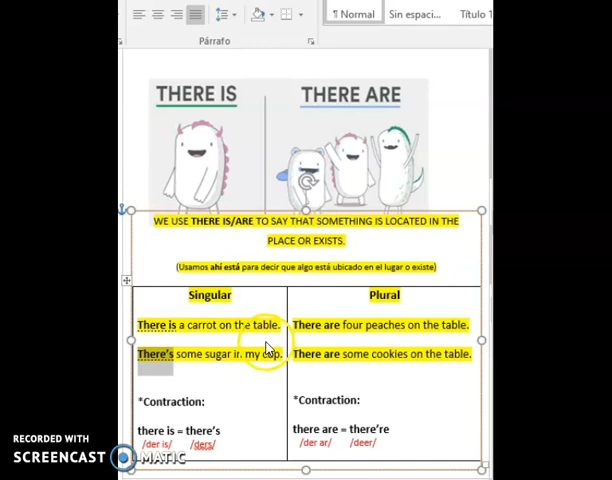 ¶ Normal Sin espaci... Título 1
Párrafo
THERE IS THERE ARE
WE USE THERE IS/ARE TO SAY THAT SOMETHING IS LOCATED IN THE
PLACE OR EXISTS.
(Usamos ahí está para decir que algo está ubicado en el lugar o existe)
Singular Plural
There is a carrot on the table. There are four peaches on the table.
There's some sugar in my cup. There are some cookies on the table.
*Contraction: *Contraction:
there is = there's there are = there're
/der is/ /ders/ /der ar/ /deer/
RECORDED WITH
SCREENCAST MATIC